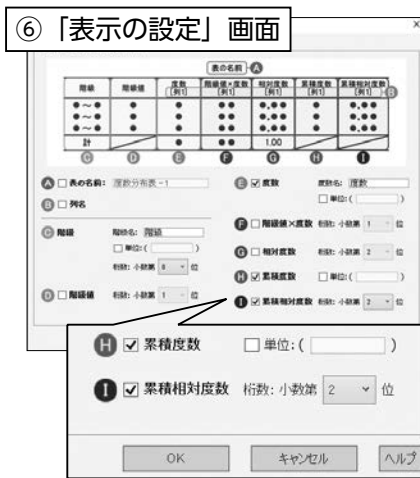 ⑥「表示の設定」画面
×
表の名前 A
階級 階級値 度数 [列1] 階級値×度数 [列1] 相対度数 [列1] 累積度数 [列1] 累積相対度数 [列1] B
●～● ● ● ●● ●.●● ● ●.●●
●～● ● ● ●● ●.●● ● ●.●●
●～● ● ● ●● ●.●● ● ●.●●
計 ● ●● 1.00
C D E F G H I
A 表の名前: 度数分布表-1
B 列名
C 階級 階級名: 階級
単位:( )
桁数: 小数第 0 位
D 階級値 桁数: 小数第 1 位
E 度数 度数名: 度数
単位:( )
F 階級値×度数 桁数: 小数第 1 位
G 相対度数 桁数: 小数第 2 位
H 累積度数 単位:( )
I 累積相対度数 桁数: 小数第 2 位
H 累積度数 単位:( )
I 累積相対度数 桁数: 小数第 2 位
OK キャンセル ヘルプ